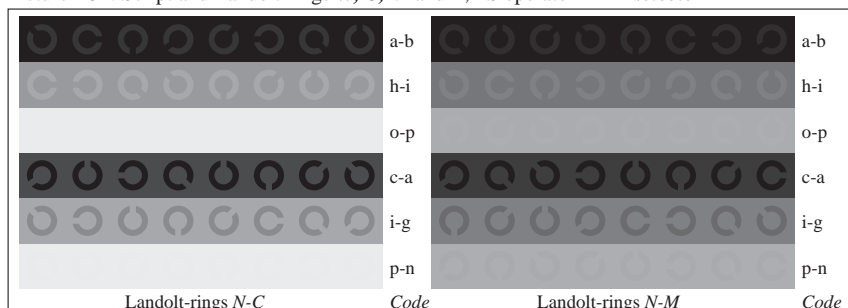 a-b a-b
h-i h-i
o-p o-p
c-a c-a
i-g i-g
p-n p-n
Landolt-rings N-C Code Landolt-rings N-M Code